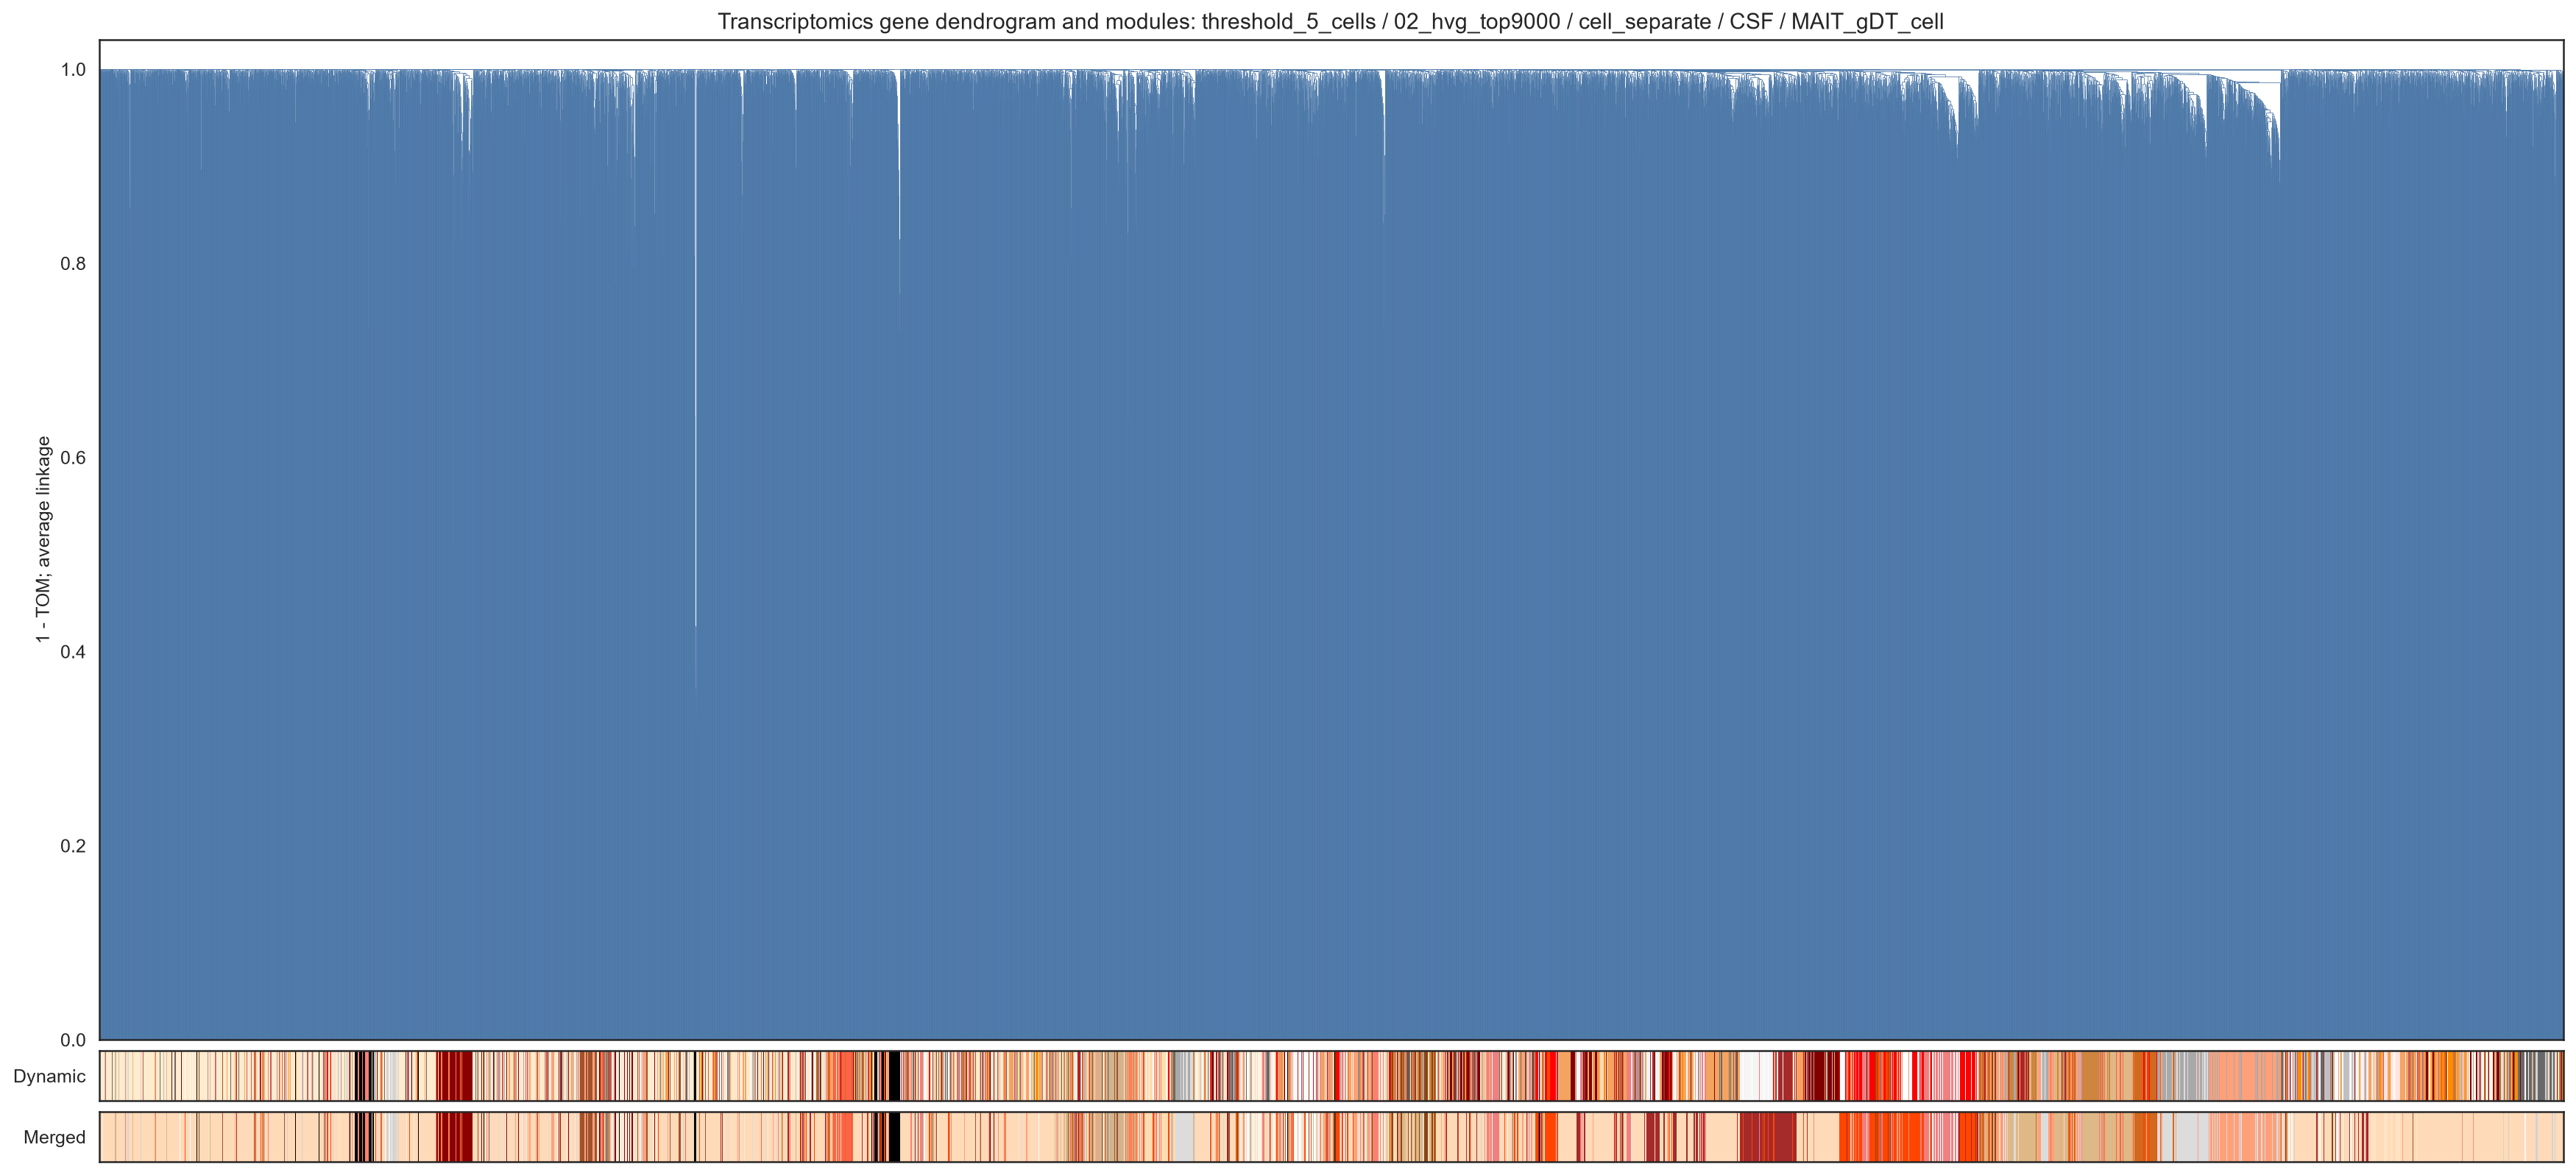 Transcriptomics gene dendrogram and modules: threshold_5_cells / 02_hvg_top9000 / cell_separate / CSF / MAIT_gDT_cell
1.0
0.8
0.6
0.4
0.2
0.0
1 - TOM; average linkage
Dynamic
Merged